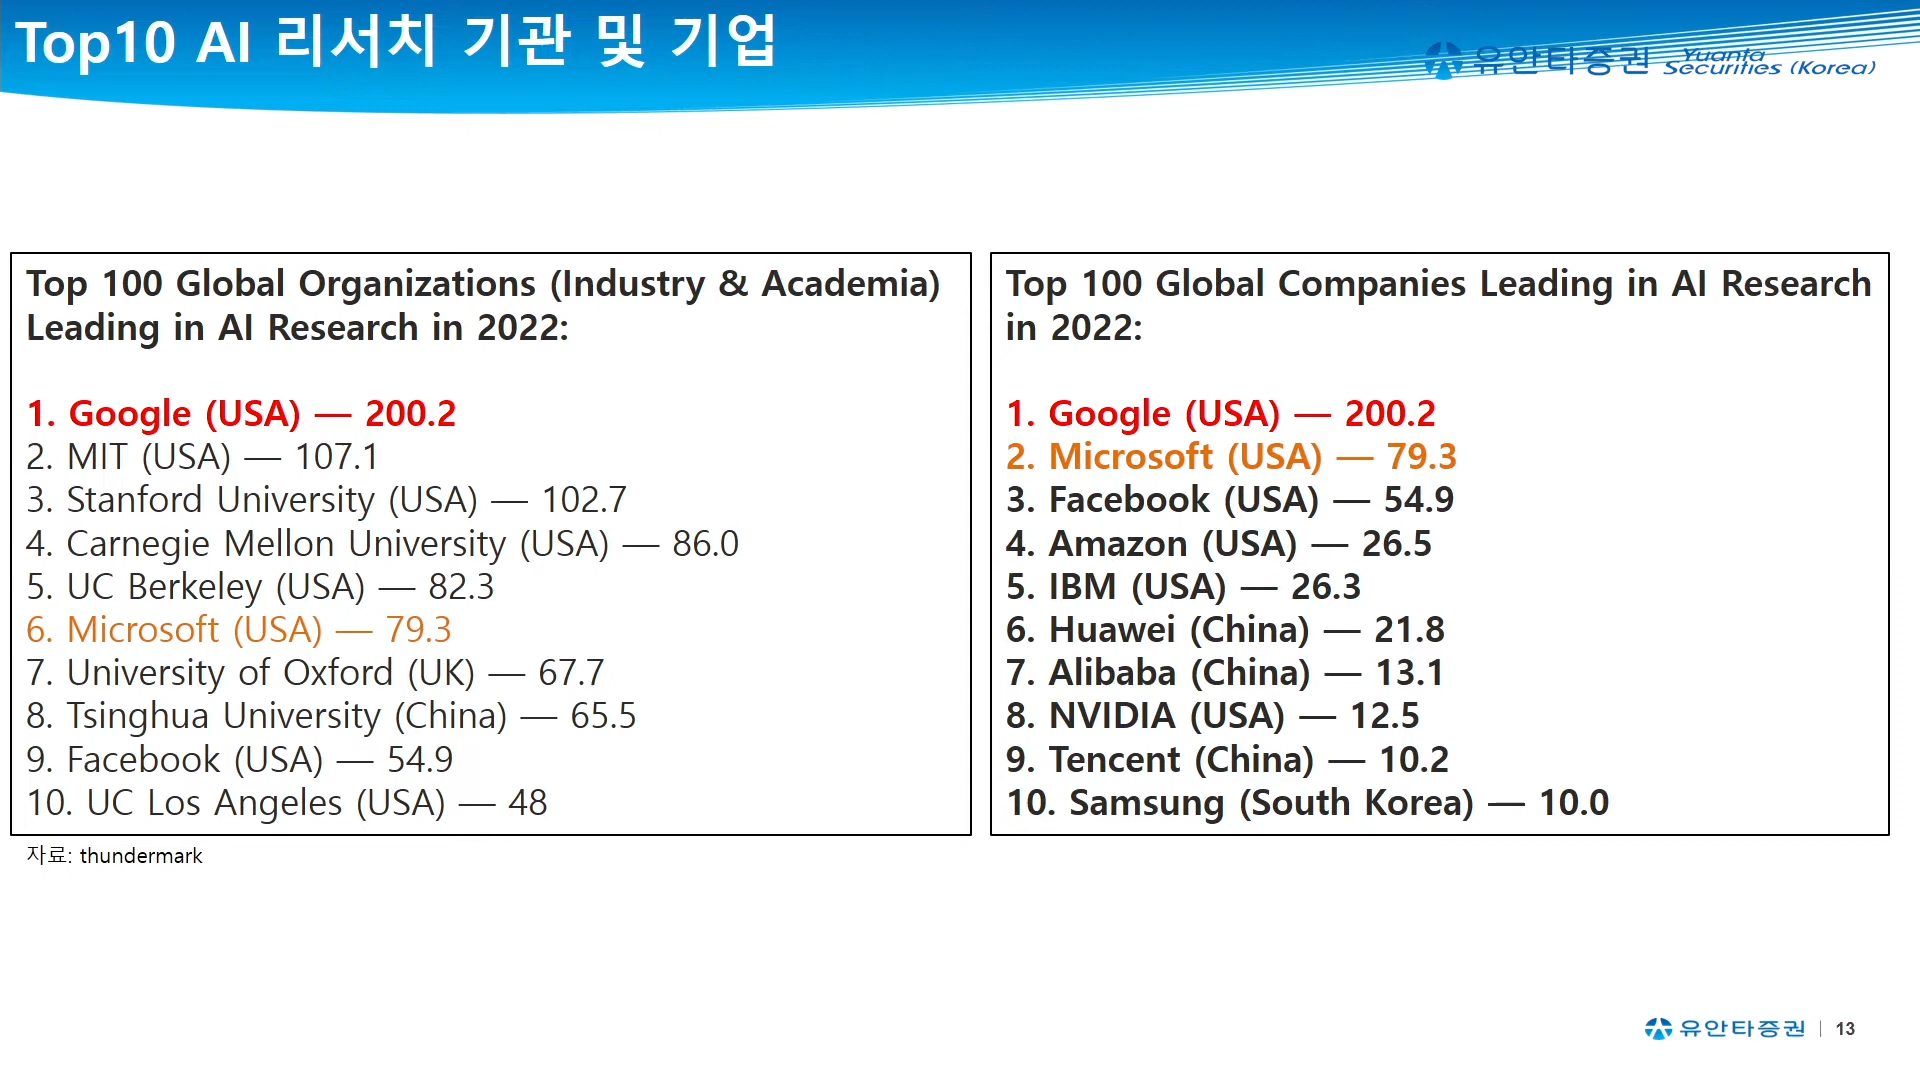 Top10 AI 리서치 기관 및 기업
유안타증권 Yuanta Securities (Korea)
Top 100 Global Organizations (Industry & Academia)
Leading in AI Research in 2022:
1. Google (USA) — 200.2
2. MIT (USA) — 107.1
3. Stanford University (USA) — 102.7
4. Carnegie Mellon University (USA) — 86.0
5. UC Berkeley (USA) — 82.3
6. Microsoft (USA) — 79.3
7. University of Oxford (UK) — 67.7
8. Tsinghua University (China) — 65.5
9. Facebook (USA) — 54.9
10. UC Los Angeles (USA) — 48
자료: thundermark
Top 100 Global Companies Leading in AI Research
in 2022:
1. Google (USA) — 200.2
2. Microsoft (USA) — 79.3
3. Facebook (USA) — 54.9
4. Amazon (USA) — 26.5
5. IBM (USA) — 26.3
6. Huawei (China) — 21.8
7. Alibaba (China) — 13.1
8. NVIDIA (USA) — 12.5
9. Tencent (China) — 10.2
10. Samsung (South Korea) — 10.0
유안타증권 | 13